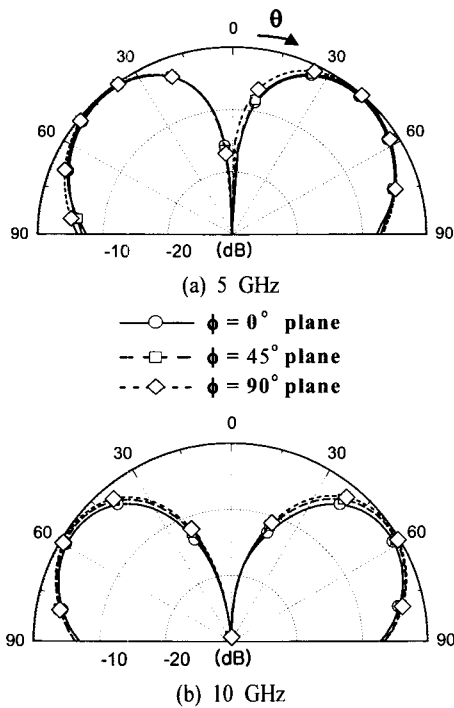 θ
0
30 30
60 60
90 -10 -20 (dB) 90
(a) 5 GHz
ϕ = 0° plane
ϕ = 45° plane
ϕ = 90° plane
0
30 30
60 60
90 -10 -20 (dB) 90
(b) 10 GHz